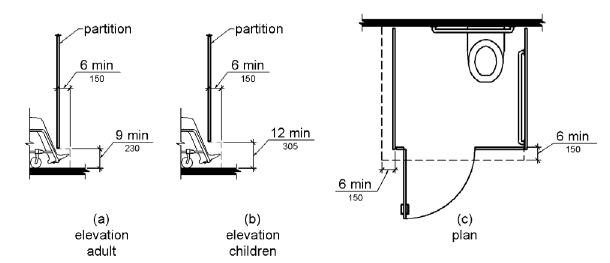 partition
6 min
150
9 min
230
(a)
elevation
adult
partition
6 min
150
12 min
305
(b)
elevation
children
6 min
150
6 min
150
(c)
plan